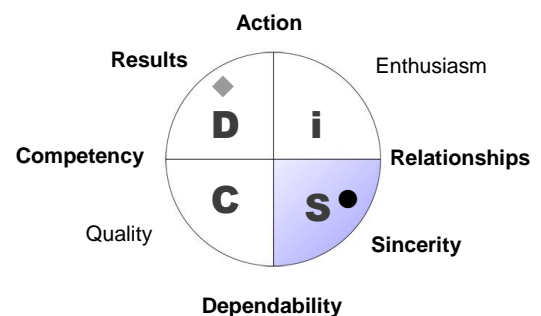 Action
Results
Enthusiasm
D
i
Competency
Relationships
C
S
Quality
Sincerity
Dependability